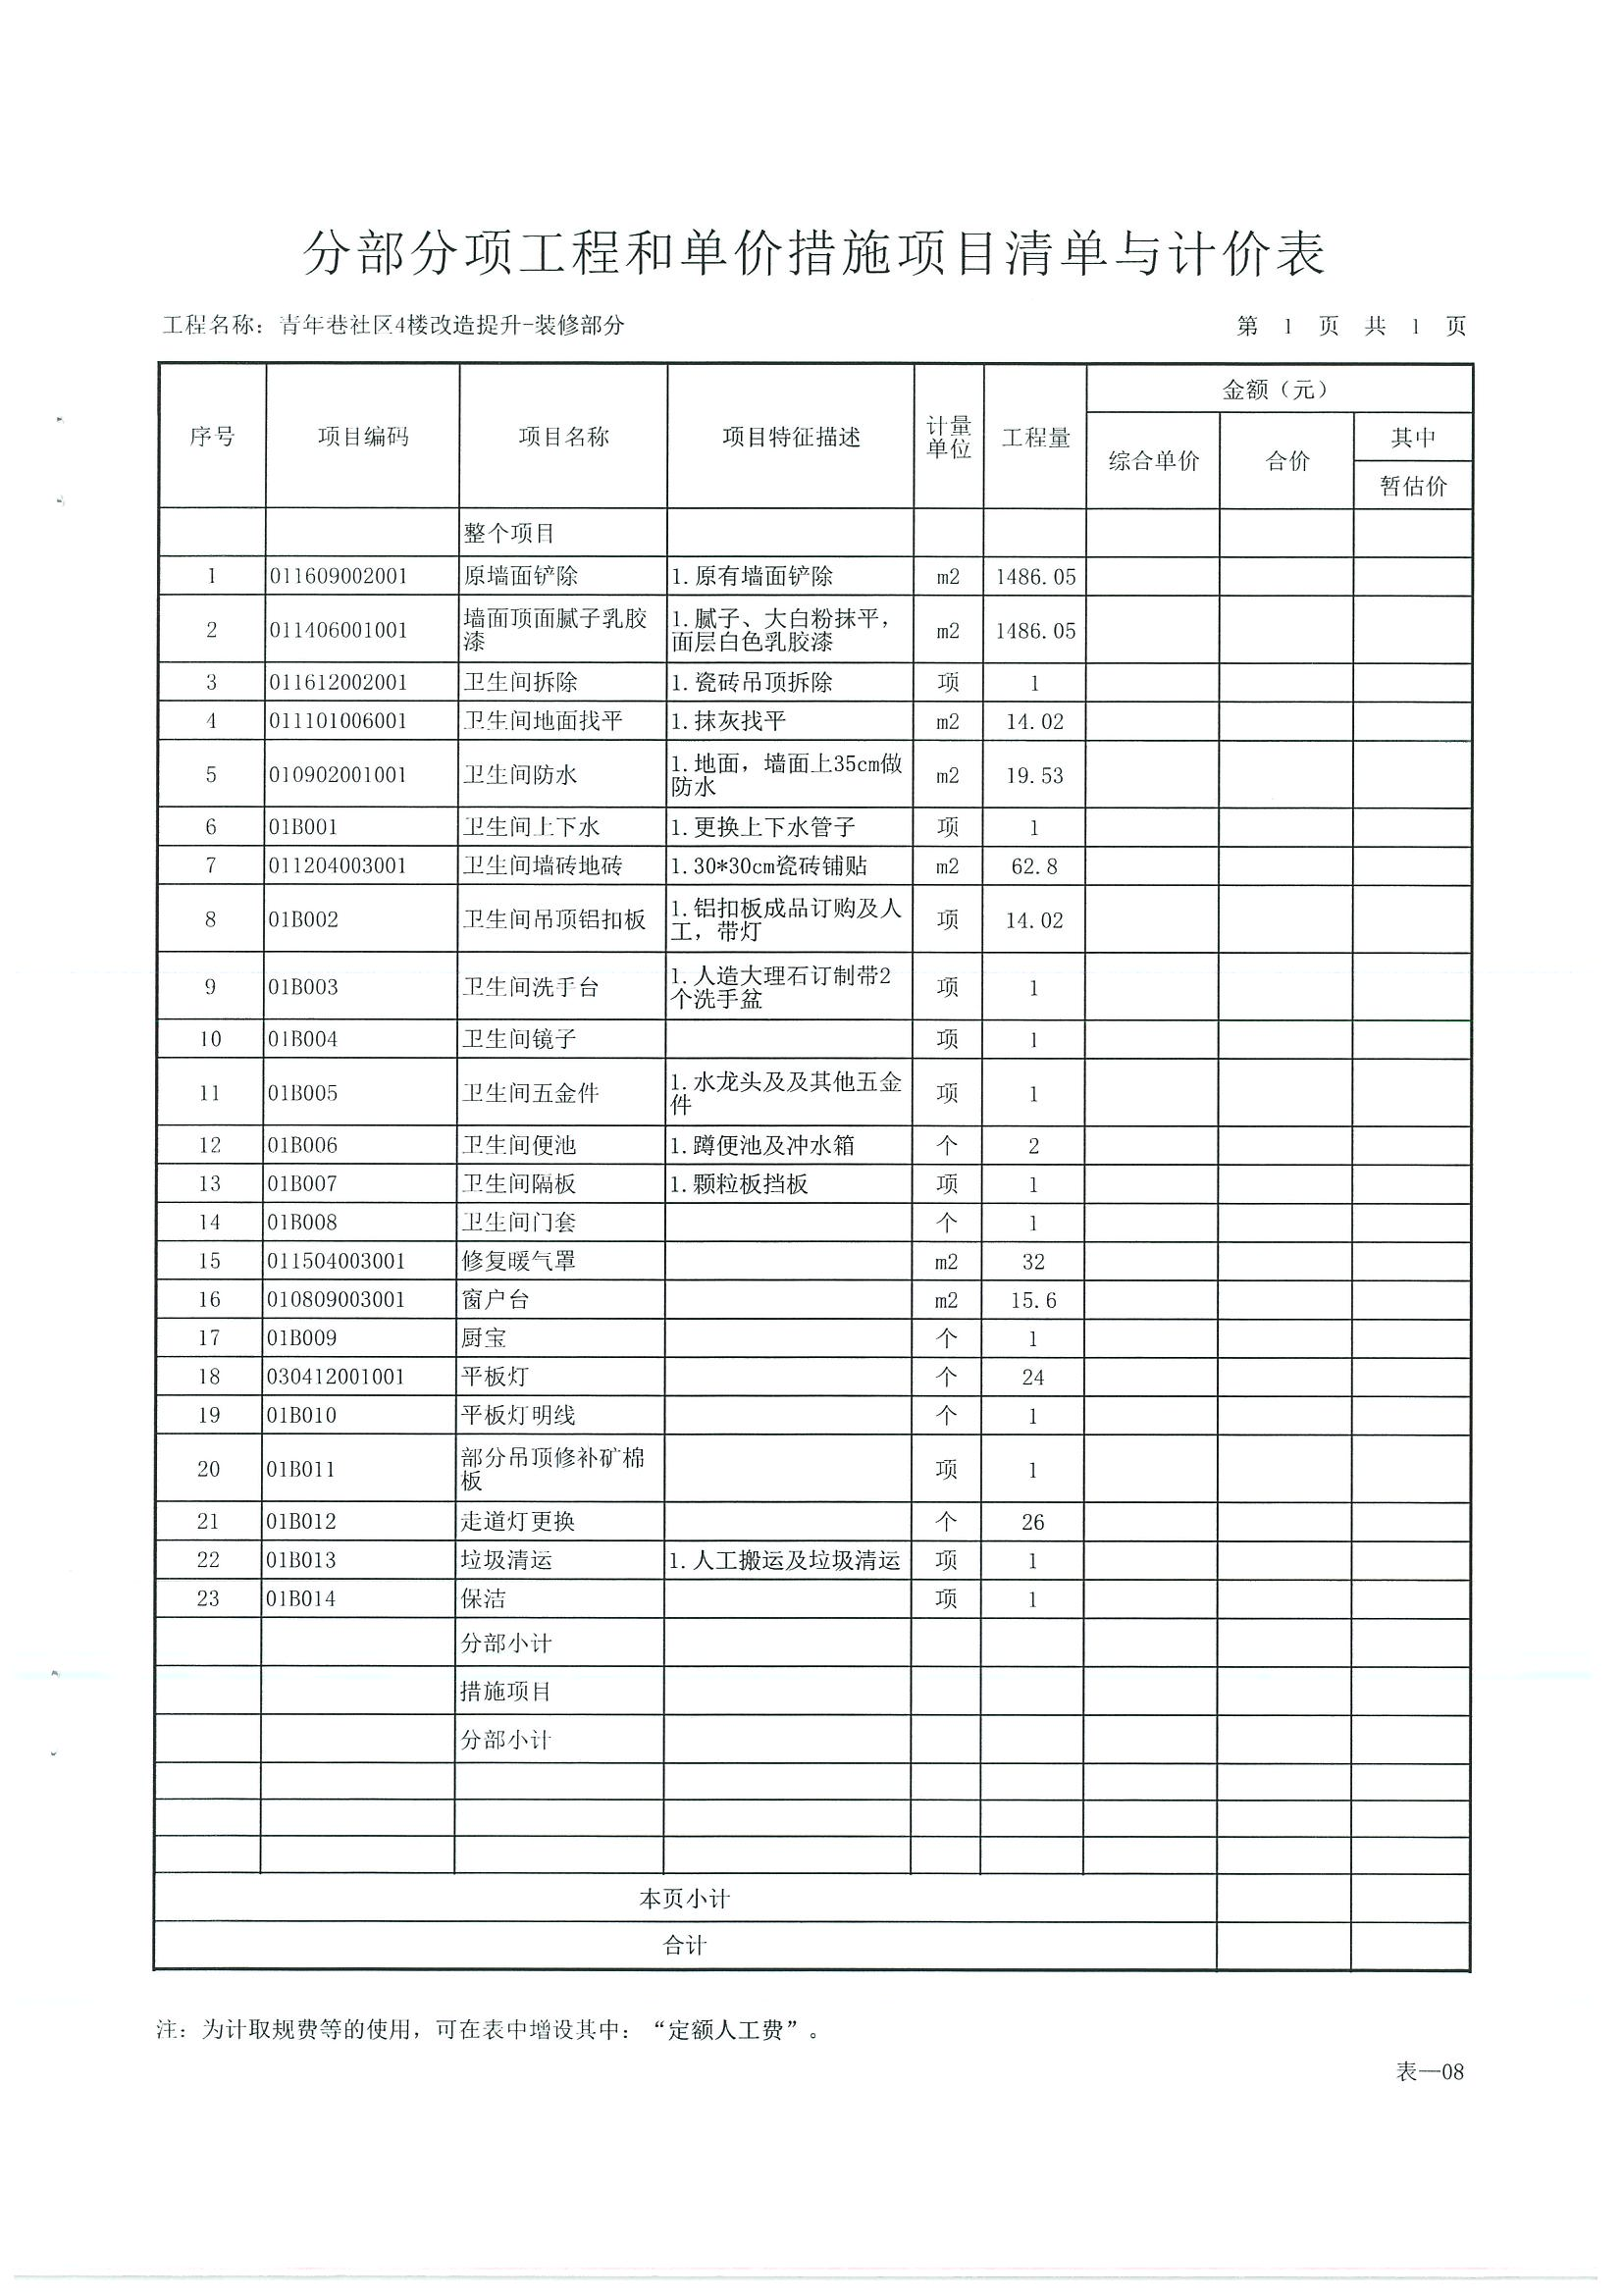 分部分项工程和单价措施项目清单与计价表
工程名称：青年巷社区4楼改造提升-装修部分 第 1 页 共 1 页
序号 项目编码 项目名称 项目特征描述 计量单位 工程量 金额（元）
综合单价 合价 其中
暂估价
整个项目
1 011609002001 原墙面铲除 1.原有墙面铲除 m2 1486.05
2 011406001001 墙面顶面腻子乳胶漆 1.腻子、大白粉抹平，面层白色乳胶漆 m2 1486.05
3 011612002001 卫生间拆除 1.瓷砖吊顶拆除 项 1
4 011101006001 卫生间地面找平 1.抹灰找平 m2 14.02
5 010902001001 卫生间防水 1.地面，墙面上35cm做防水 m2 19.53
6 01B001 卫生间上下水 1.更换上下水管子 项 1
7 011204003001 卫生间墙砖地砖 1.30*30cm瓷砖铺贴 m2 62.8
8 01B002 卫生间吊顶铝扣板 1.铝扣板成品订购及人工，带灯 项 14.02
9 01B003 卫生间洗手台 1.人造大理石订制带2个洗手盆 项 1
10 01B004 卫生间镜子 项 1
11 01B005 卫生间五金件 1.水龙头及及其他五金件 项 1
12 01B006 卫生间便池 1.蹲便池及冲水箱 个 2
13 01B007 卫生间隔板 1.颗粒板挡板 项 1
14 01B008 卫生间门套 个 1
15 011504003001 修复暖气罩 m2 32
16 010809003001 窗户台 m2 15.6
17 01B009 厨宝 个 1
18 030412001001 平板灯 个 24
19 01B010 平板灯明线 个 1
20 01B011 部分吊顶修补矿棉板 项 1
21 01B012 走道灯更换 个 26
22 01B013 垃圾清运 1.人工搬运及垃圾清运 项 1
23 01B014 保洁 项 1
分部小计
措施项目
分部小计
本页小计
合计
注：为计取规费等的使用，可在表中增设其中：“定额人工费”。
表—08